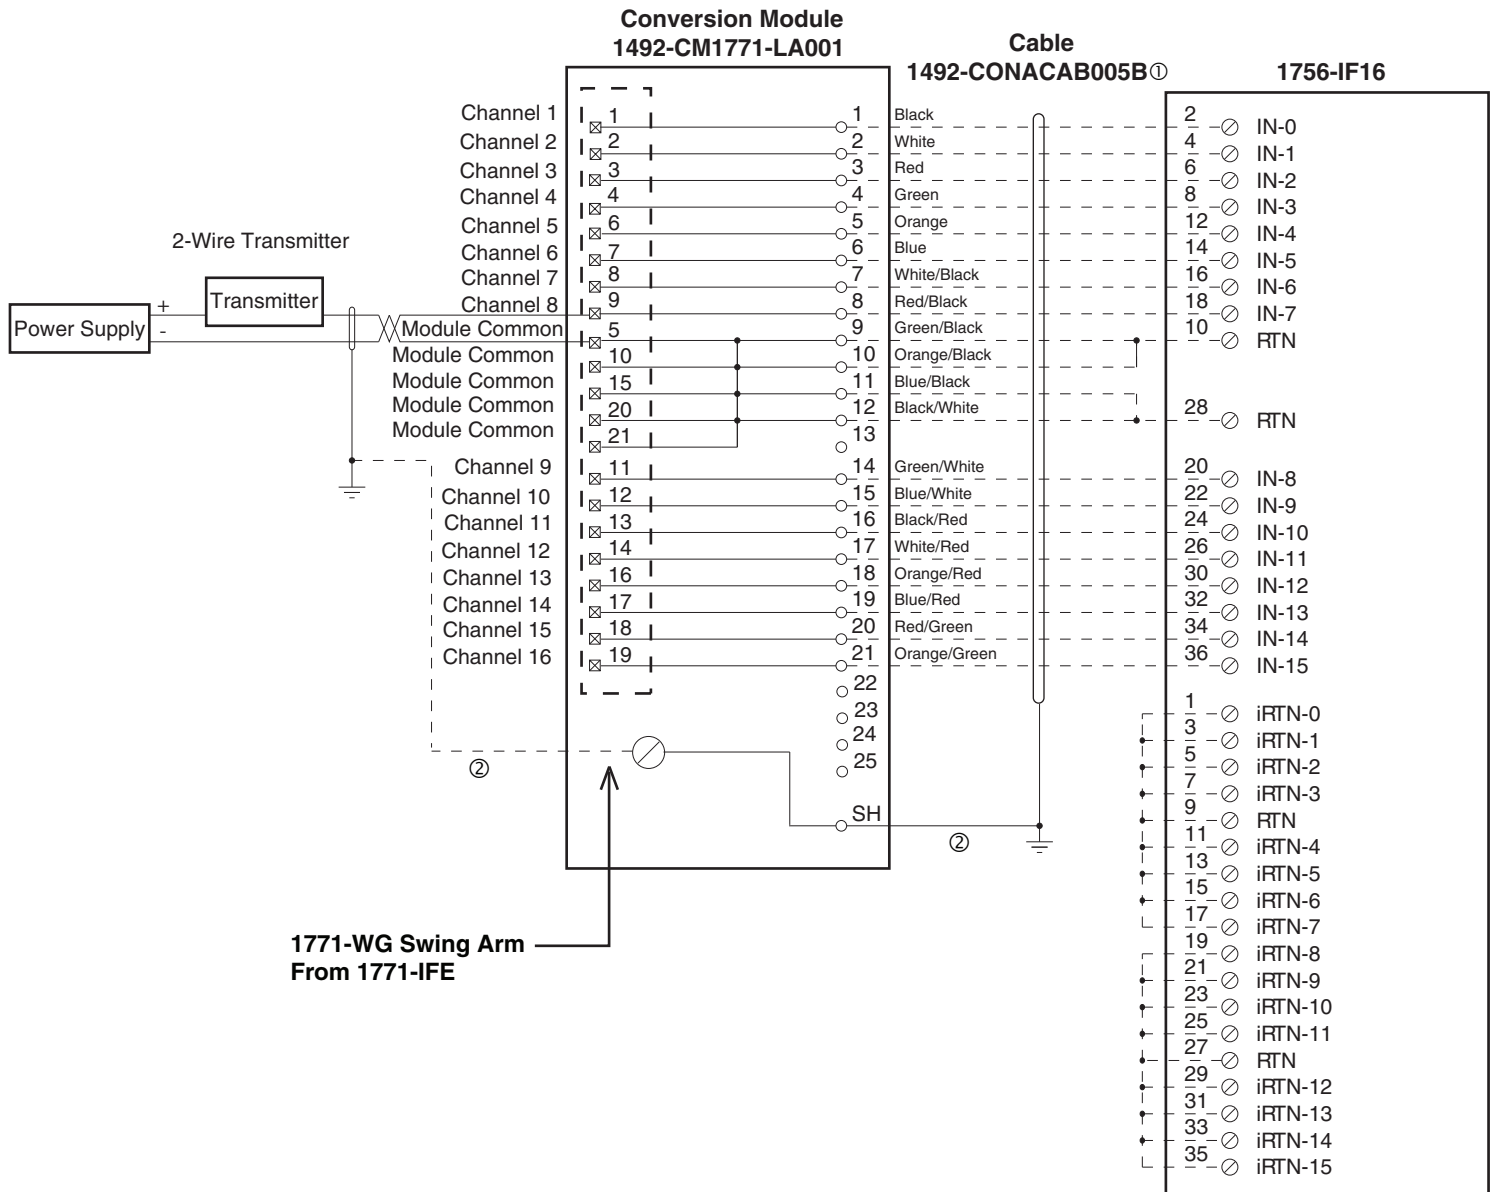 Conversion Module
1492-CM1771-LA001
Cable
1492-CONACAB005B①
1756-IF16
Channel 1 1 1 Black 2 IN-0
Channel 2 2 2 White 4 IN-1
Channel 3 3 3 Red 6 IN-2
Channel 4 4 4 Green 8 IN-3
Channel 5 6 5 Orange 12 IN-4
2-Wire Transmitter
Channel 6 7 6 Blue 14 IN-5
Channel 7 8 7 White/Black 16 IN-6
Channel 8 9 8 Red/Black 18 IN-7
Transmitter
Power Supply
+
-
Module Common 5 9 Green/Black 10 RTN
Module Common 10 10 Orange/Black
Module Common 15 11 Blue/Black
Module Common 20 12 Black/White 28 RTN
Module Common 21 13
Channel 9 11 14 Green/White 20 IN-8
Channel 10 12 15 Blue/White 22 IN-9
Channel 11 13 16 Black/Red 24 IN-10
Channel 12 14 17 White/Red 26 IN-11
Channel 13 16 18 Orange/Red 30 IN-12
Channel 14 17 19 Blue/Red 32 IN-13
Channel 15 18 20 Red/Green 34 IN-14
Channel 16 19 21 Orange/Green 36 IN-15
22
23
24
25
②
SH
②
1771-WG Swing Arm
From 1771-IFE
1 iRTN-0
3 iRTN-1
5 iRTN-2
7 iRTN-3
9 RTN
11 iRTN-4
13 iRTN-5
15 iRTN-6
17 iRTN-7
19 iRTN-8
21 iRTN-9
23 iRTN-10
25 iRTN-11
27 RTN
29 iRTN-12
31 iRTN-13
33 iRTN-14
35 iRTN-15